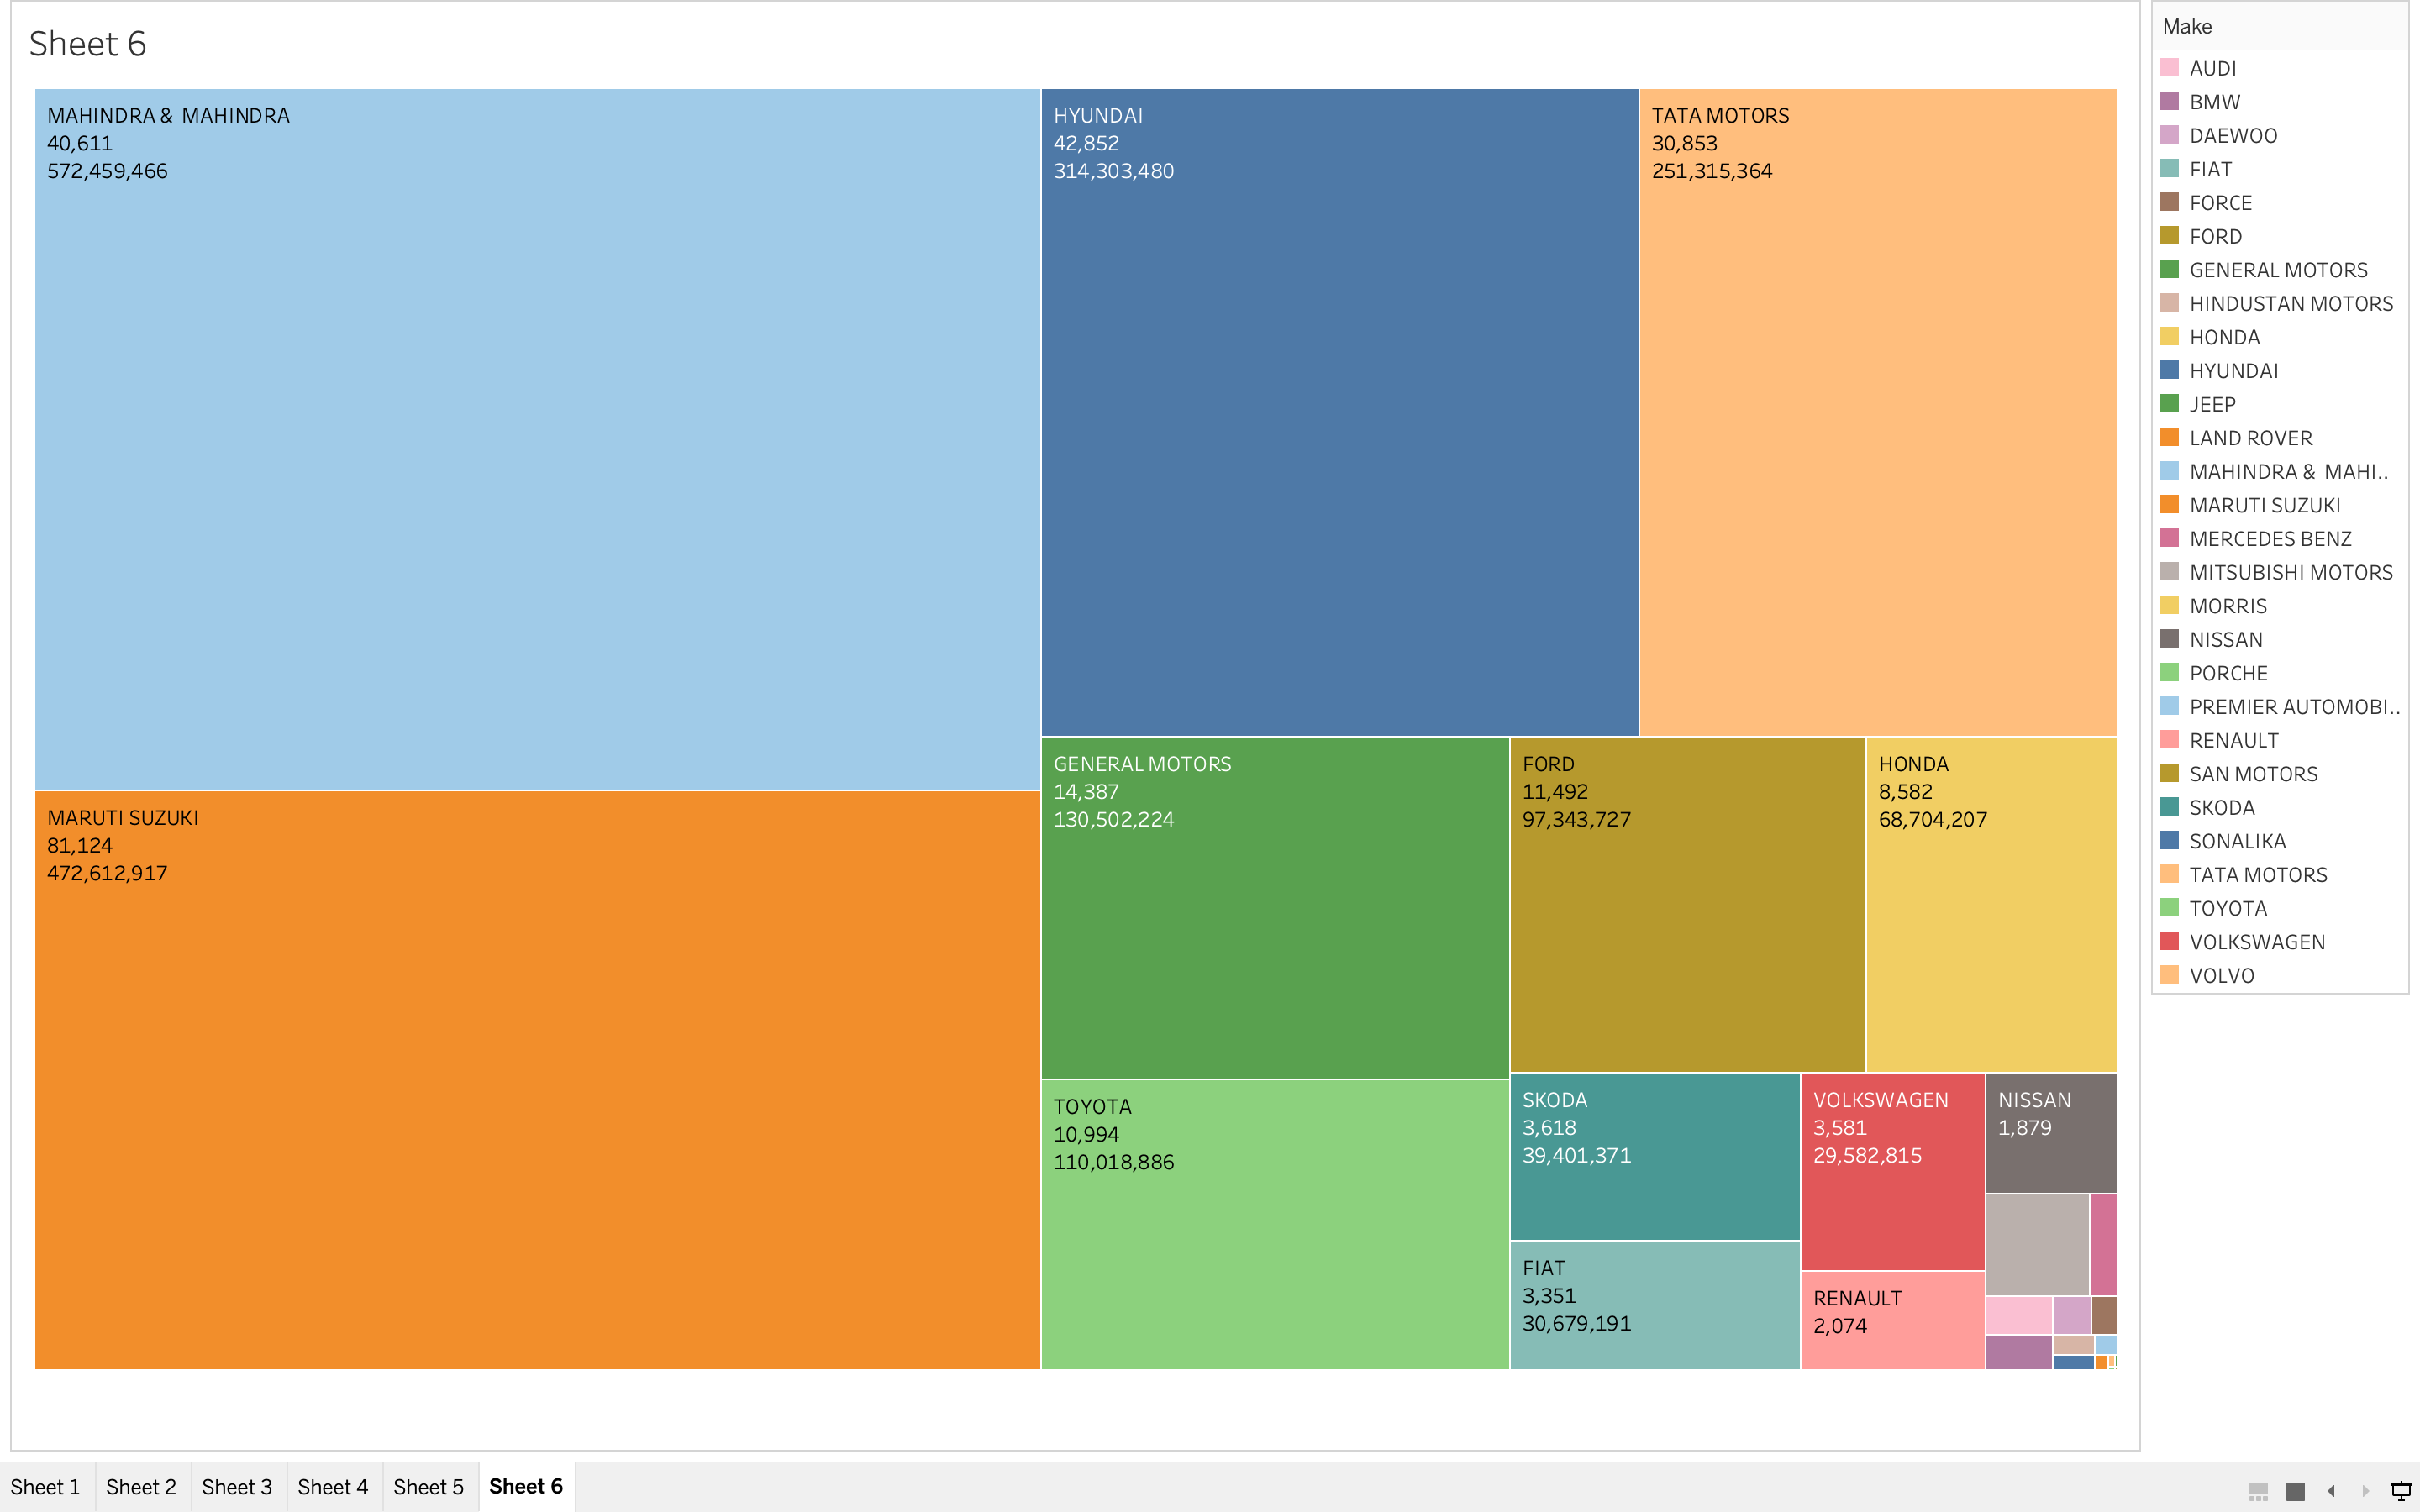 Sheet 6
MAHINDRA & MAHINDRA
40,611
572,459,466
HYUNDAI
42,852
314,303,480
TATA MOTORS
30,853
251,315,364
MARUTI SUZUKI
81,124
472,612,917
GENERAL MOTORS
14,387
130,502,224
FORD
11,492
97,343,727
HONDA
8,582
68,704,207
TOYOTA
10,994
110,018,886
SKODA
3,618
39,401,371
VOLKSWAGEN
3,581
29,582,815
NISSAN
1,879
FIAT
3,351
30,679,191
RENAULT
2,074
Make
AUDI
BMW
DAEWOO
FIAT
FORCE
FORD
GENERAL MOTORS
HINDUSTAN MOTORS
HONDA
HYUNDAI
JEEP
LAND ROVER
MAHINDRA & MAHI..
MARUTI SUZUKI
MERCEDES BENZ
MITSUBISHI MOTORS
MORRIS
NISSAN
PORCHE
PREMIER AUTOMOBI..
RENAULT
SAN MOTORS
SKODA
SONALIKA
TATA MOTORS
TOYOTA
VOLKSWAGEN
VOLVO
Sheet 1 Sheet 2 Sheet 3 Sheet 4 Sheet 5 Sheet 6